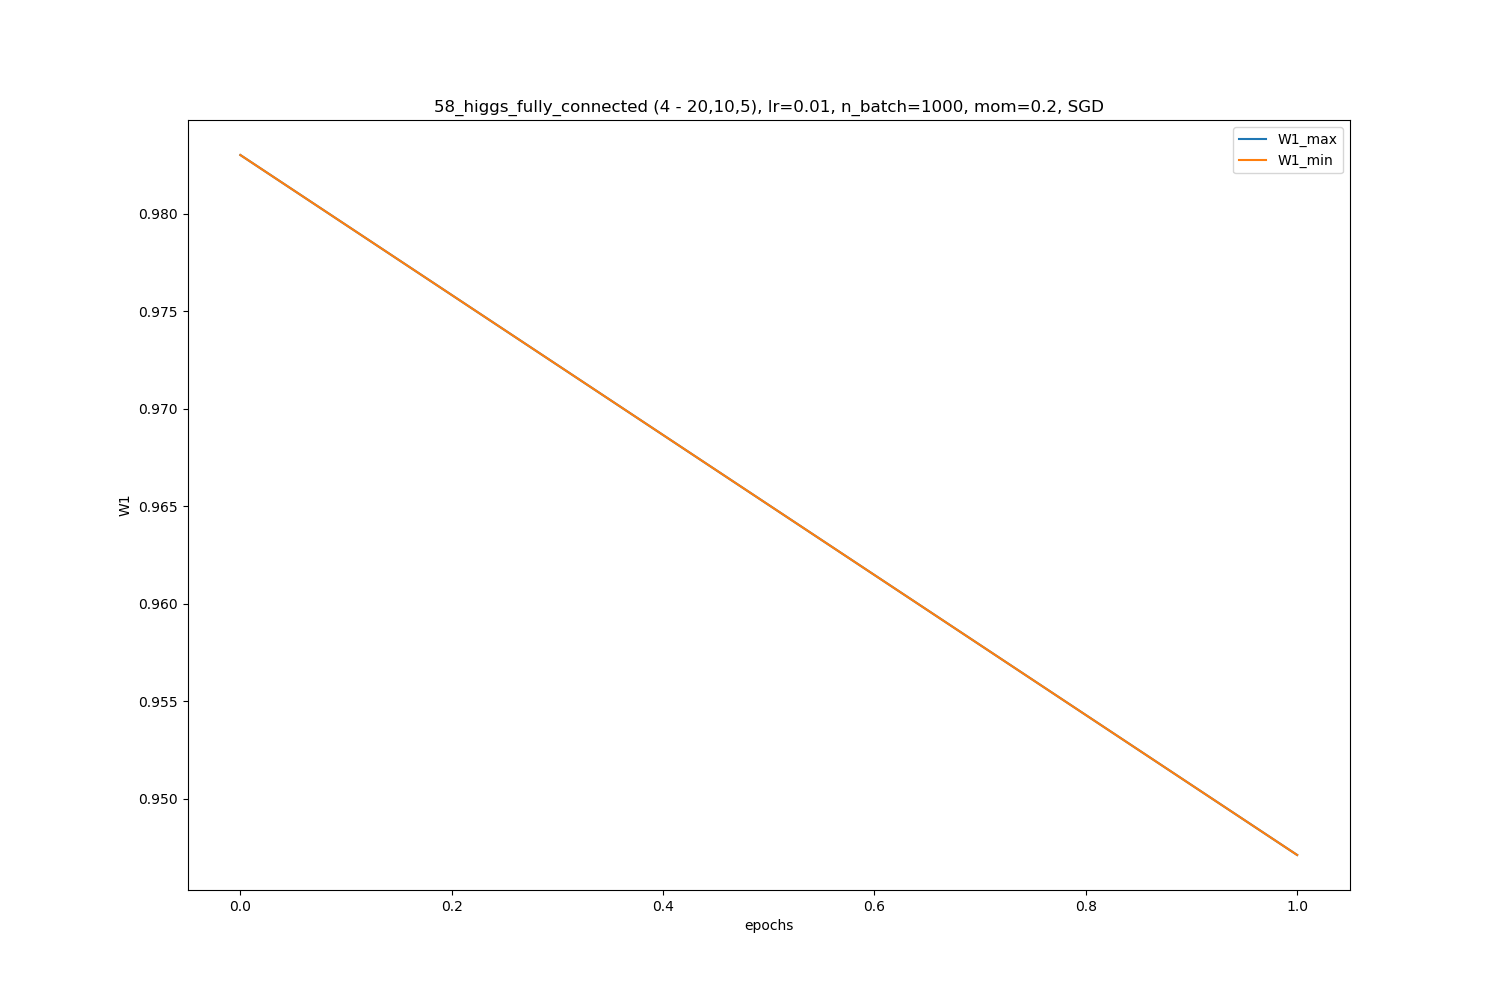 58_higgs_fully_connected (4 - 20,10,5), lr=0.01, n_batch=1000, mom=0.2, SGD
W1_max
W1_min
0.980
0.975
0.970
0.965
0.960
0.955
0.950
W1
0.0 0.2 0.4 0.6 0.8 1.0
epochs